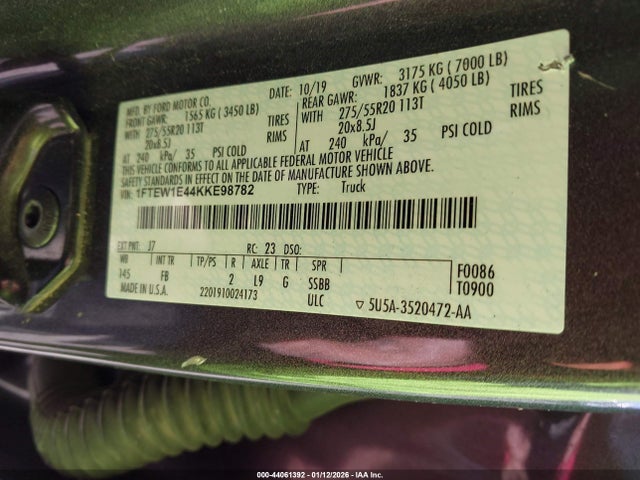 MFD. BY FORD MOTOR CO.
DATE: 10/19 GVWR: 3175 KG ( 7000 LB)
FRONT GAWR: 1565 KG ( 3450 LB)
REAR GAWR: 1837 KG ( 4050 LB)
WITH 275/55R20 113T TIRES
WITH 275/55R20 113T TIRES
20x8.5J RIMS
20x8.5J RIMS
AT 240 kPa/ 35 PSI COLD
AT 240 kPa/ 35 PSI COLD
THIS VEHICLE CONFORMS TO ALL APPLICABLE FEDERAL MOTOR VEHICLE
SAFETY STANDARDS IN EFFECT ON THE DATE OF MANUFACTURE SHOWN ABOVE.
VIN: 1FTEW1E44KKE98782 TYPE: Truck
EXT PNT: J7 RC: 23 DSO:
WB INT TR TP/PS R AXLE TR SPR
145 FB 2 L9 G SSBB
F0086
T0900
MADE IN U.S.A. 2201910024173 ULC
▽ 5U5A-3520472-AA
000-44061392 - 01/12/2026 - IAA Inc.